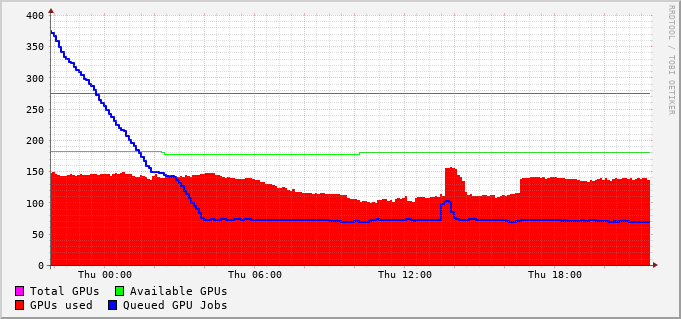 400
350
300
250
200
150
100
50
0
Thu 00:00 Thu 06:00 Thu 12:00 Thu 18:00
Total GPUs Available GPUs
GPUs used Queued GPU Jobs
RRDTOOL / TOBI OETIKER